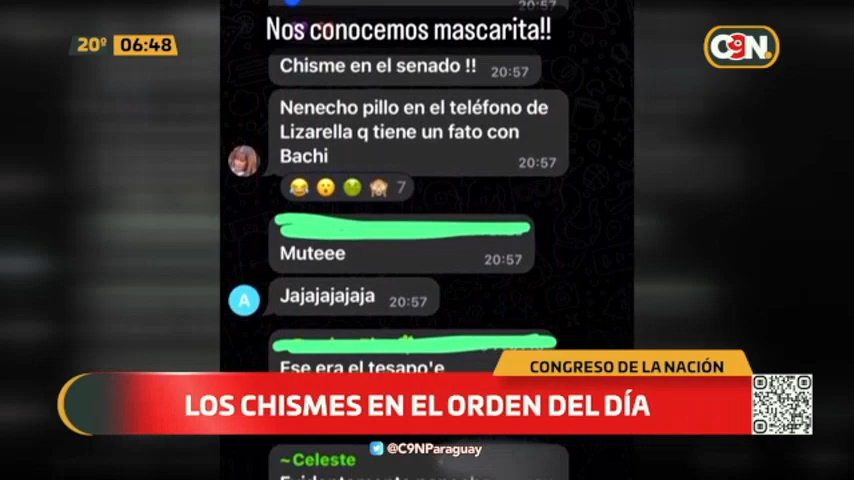 20:57
Nos conocemos mascarita!!
20º 06:48
C9N.
Chisme en el senado !! 20:57
Nenecho pillo en el teléfono de
Lizarella q tiene un fato con
Bachi
20:57
7
Muteee 20:57
A
Jajajajajaja 20:57
Ese era el tesapo'e
CONGRESO DE LA NACIÓN
LOS CHISMES EN EL ORDEN DEL DÍA
@C9NParaguay
~Celeste